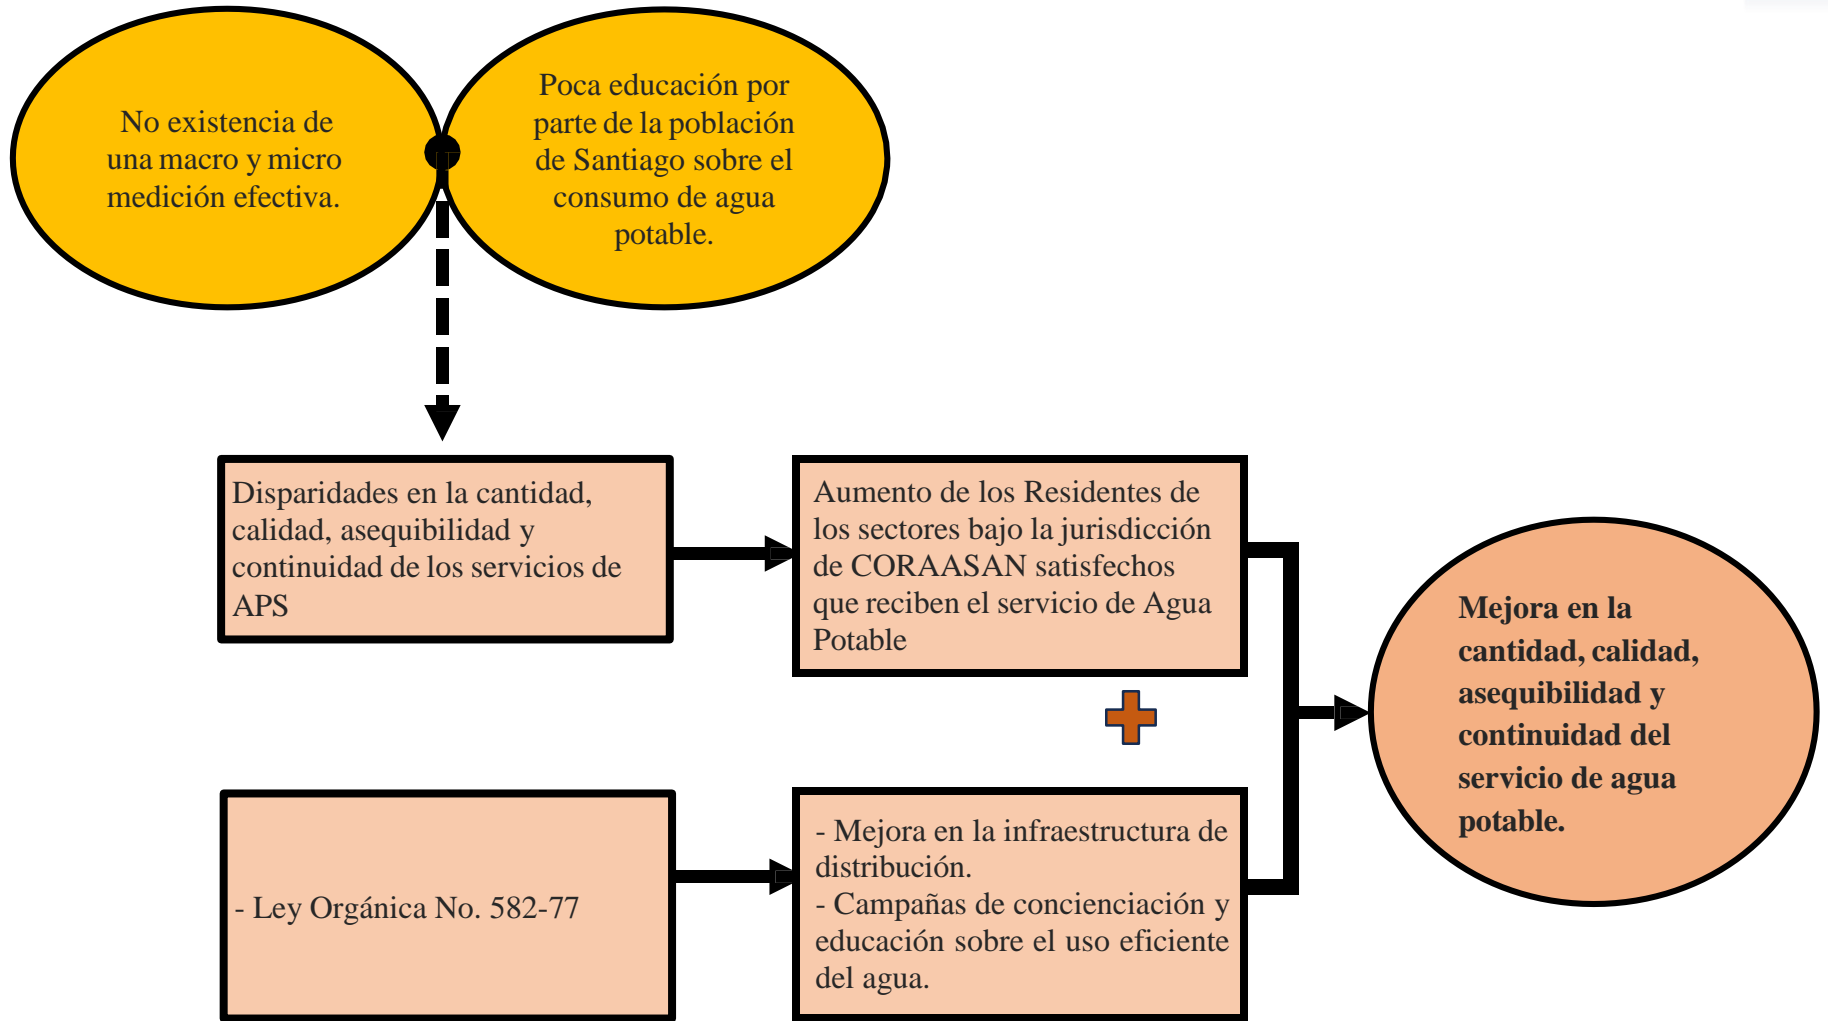 No existencia de
una macro y micro
medición efectiva.
Poca educación por
parte de la población
de Santiago sobre el
consumo de agua
potable.
Disparidades en la cantidad,
calidad, asequibilidad y
continuidad de los servicios de
APS
Aumento de los Residentes de
los sectores bajo la jurisdicción
de CORAASAN satisfechos
que reciben el servicio de Agua
Potable
Mejora en la
cantidad, calidad,
asequibilidad y
continuidad del
servicio de agua
potable.
- Ley Orgánica No. 582-77
- Mejora en la infraestructura de
distribución.
- Campañas de concienciación y
educación sobre el uso eficiente
del agua.